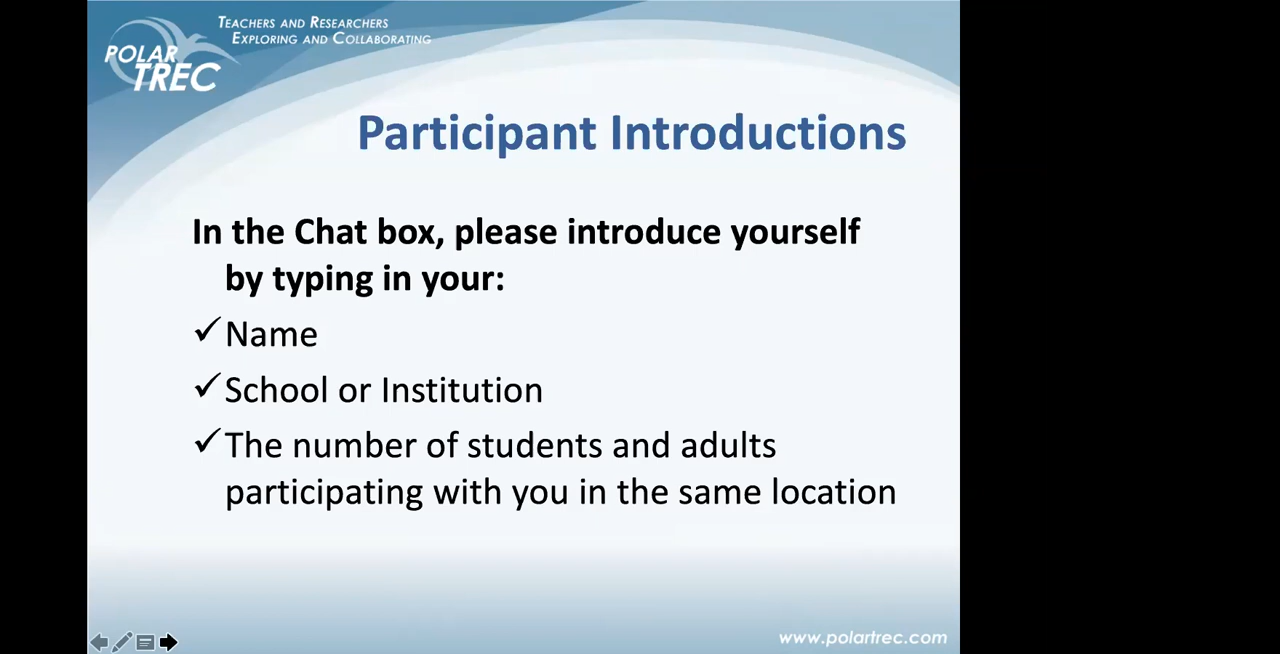 TEACHERS AND RESEARCHERS
EXPLORING AND COLLABORATING
POLAR
TREC
Participant Introductions
In the Chat box, please introduce yourself
by typing in your:
✓Name
✓School or Institution
✓The number of students and adults
participating with you in the same location
www.polartrec.com